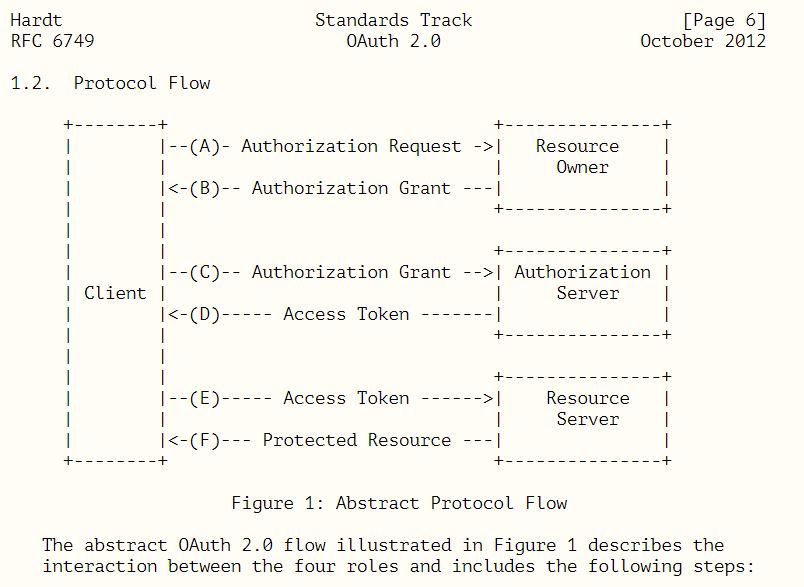 Hardt                        Standards Track                    [Page 6]
RFC 6749                        OAuth 2.0                   October 2012

1.2.  Protocol Flow

     +--------+                               +---------------+
     |        |--(A)- Authorization Request ->|   Resource    |
     |        |                               |     Owner     |
     |        |<-(B)-- Authorization Grant ---|               |
     |        |                               +---------------+
     |        |
     |        |                               +---------------+
     |        |--(C)-- Authorization Grant -->| Authorization |
     | Client |                               |     Server    |
     |        |<-(D)----- Access Token -------|               |
     |        |                               +---------------+
     |        |
     |        |                               +---------------+
     |        |--(E)----- Access Token ------>|    Resource   |
     |        |                               |     Server    |
     |        |<-(F)--- Protected Resource ---|               |
     +--------+                               +---------------+

                     Figure 1: Abstract Protocol Flow

   The abstract OAuth 2.0 flow illustrated in Figure 1 describes the
   interaction between the four roles and includes the following steps: